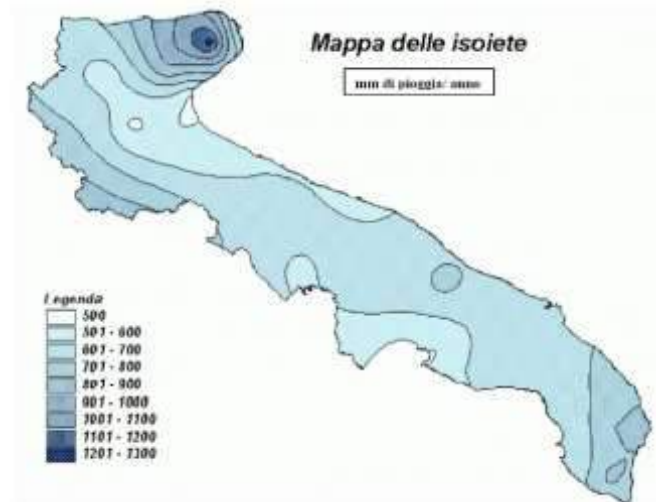 Mappa delle isoiete
mm di pioggia/ anno
Legenda
500
501 - 600
601 - 700
701 - 800
801 - 900
901 - 1000
1001 - 1100
1101 - 1200
1201 - 1300